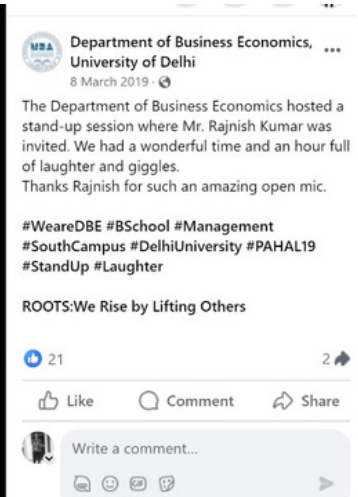 MBA
Department of Business Economics,
University of Delhi
8 March 2019 ·
The Department of Business Economics hosted a
stand-up session where Mr. Rajnish Kumar was
invited. We had a wonderful time and an hour full
of laughter and giggles.
Thanks Rajnish for such an amazing open mic.
#WeareDBE #BSchool #Management
#SouthCampus #DelhiUniversity #PAHAL19
#StandUp #Laughter
ROOTS:We Rise by Lifting Others
21
2
Like
Comment
Share
Write a comment...
GIF